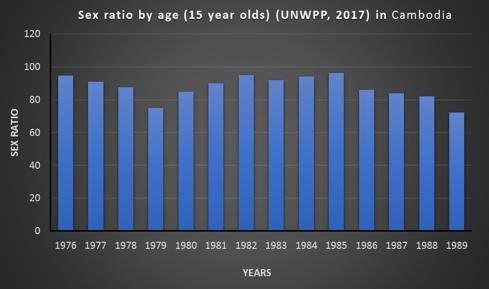 Sex ratio by age (15 year olds) (UNWPP, 2017) in Cambodia
120
100
80
60
40
20
0
SEX RATIO
1976 1977 1978 1979 1980 1981 1982 1983 1984 1985 1986 1987 1988 1989
YEARS